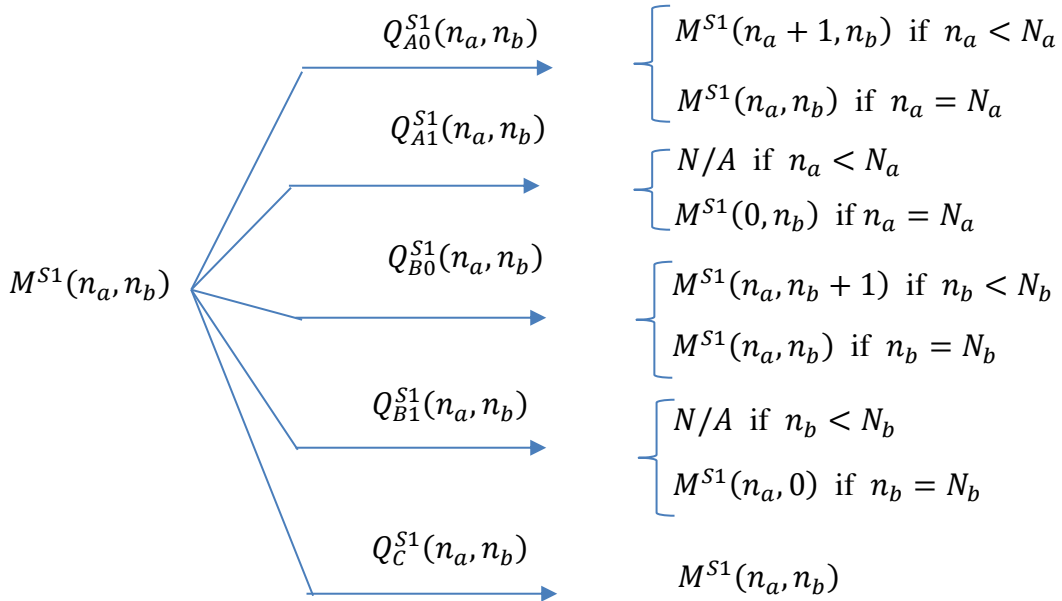 $Q_{A0}^{S1}(n_a, n_b)$
$M^{S1}(n_a + 1, n_b)$ if $n_a < N_a$
$M^{S1}(n_a, n_b)$ if $n_a = N_a$
$Q_{A1}^{S1}(n_a, n_b)$
$N/A$ if $n_a < N_a$
$M^{S1}(0, n_b)$ if $n_a = N_a$
$M^{S1}(n_a, n_b)$
$Q_{B0}^{S1}(n_a, n_b)$
$M^{S1}(n_a, n_b + 1)$ if $n_b < N_b$
$M^{S1}(n_a, n_b)$ if $n_b = N_b$
$Q_{B1}^{S1}(n_a, n_b)$
$N/A$ if $n_b < N_b$
$M^{S1}(n_a, 0)$ if $n_b = N_b$
$Q_{C}^{S1}(n_a, n_b)$
$M^{S1}(n_a, n_b)$